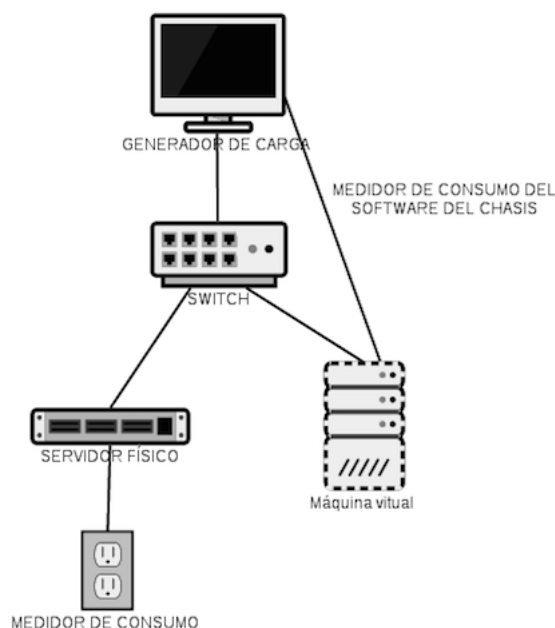 GENERADOR DE CARGA
MEDIDOR DE CONSUMO DEL
SOFTWARE DEL CHASIS
SWITCH
SERVIDOR FÍSICO
Máquina vitual
MEDIDOR DE CONSUMO